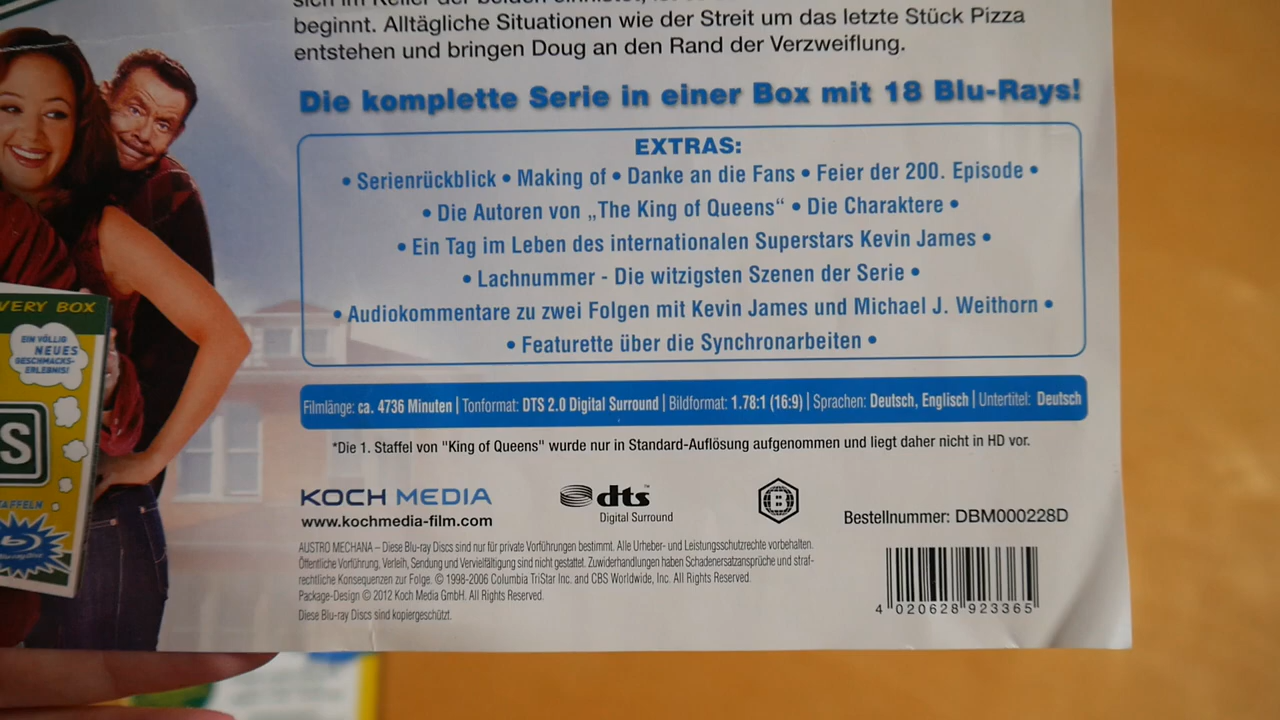 beginnt. Alltägliche Situationen wie der Streit um das letzte Stück Pizza
entstehen und bringen Doug an den Rand der Verzweiflung.
Die komplette Serie in einer Box mit 18 Blu-Rays!
EXTRAS:
• Serienrückblick • Making of • Danke an die Fans • Feier der 200. Episode •
• Die Autoren von „The King of Queens“ • Die Charaktere •
• Ein Tag im Leben des internationalen Superstars Kevin James •
• Lachnummer - Die witzigsten Szenen der Serie •
• Audiokommentare zu zwei Folgen mit Kevin James und Michael J. Weithorn •
• Featurette über die Synchronarbeiten •
VERY BOX
EIN VÖLLIG
NEUES
GESCHMACKS-
ERLEBNIS!
S
Blu-ray Disc
Filmlänge: ca. 4736 Minuten | Tonformat: DTS 2.0 Digital Surround | Bildformat: 1.78:1 (16:9) | Sprachen: Deutsch, Englisch | Untertitel: Deutsch
*Die 1. Staffel von "King of Queens" wurde nur in Standard-Auflösung aufgenommen und liegt daher nicht in HD vor.
KOCH MEDIA
www.kochmedia-film.com
dts
Digital Surround
B
Bestellnummer: DBM000228D
AUSTRO MECHANA – Diese Blu-ray Discs sind nur für private Vorführungen bestimmt. Alle Urheber- und Leistungsschutzrechte vorbehalten.
Öffentliche Vorführung, Verleih, Sendung und Vervielfältigung sind nicht gestattet. Zuwiderhandlungen haben Schadenersatzansprüche und straf-
rechtliche Konsequenzen zur Folge. © 1998-2006 Columbia TriStar Inc. and CBS Worldwide, Inc. All Rights Reserved.
Package-Design © 2012 Koch Media GmbH. All Rights Reserved.
Diese Blu-ray Discs sind kopiergeschützt.
4 020628 923365